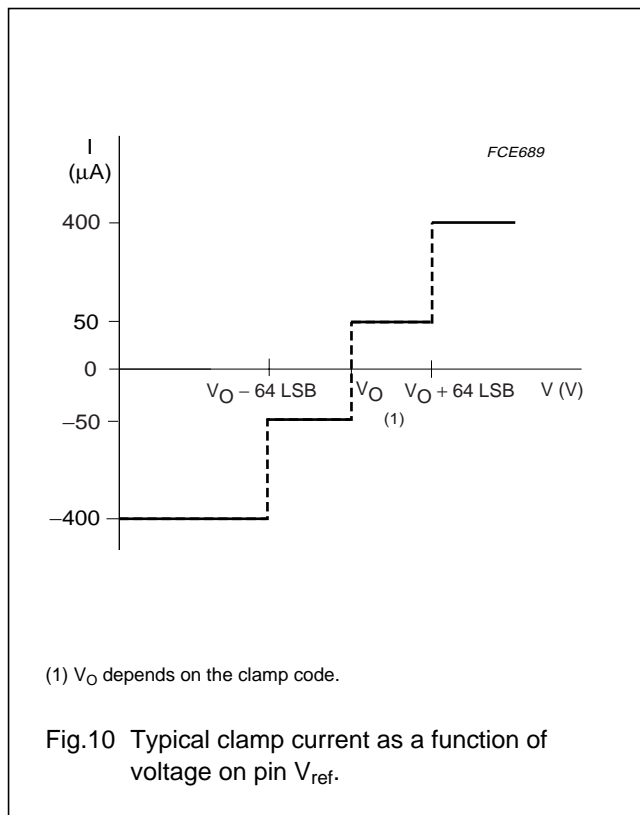 I
(μA)
FCE689
400
50
0
V_O − 64 LSB V_O V_O + 64 LSB V (V)
(1)
−50
−400
(1) V_O depends on the clamp code.
Fig.10 Typical clamp current as a function of
voltage on pin V_ref.